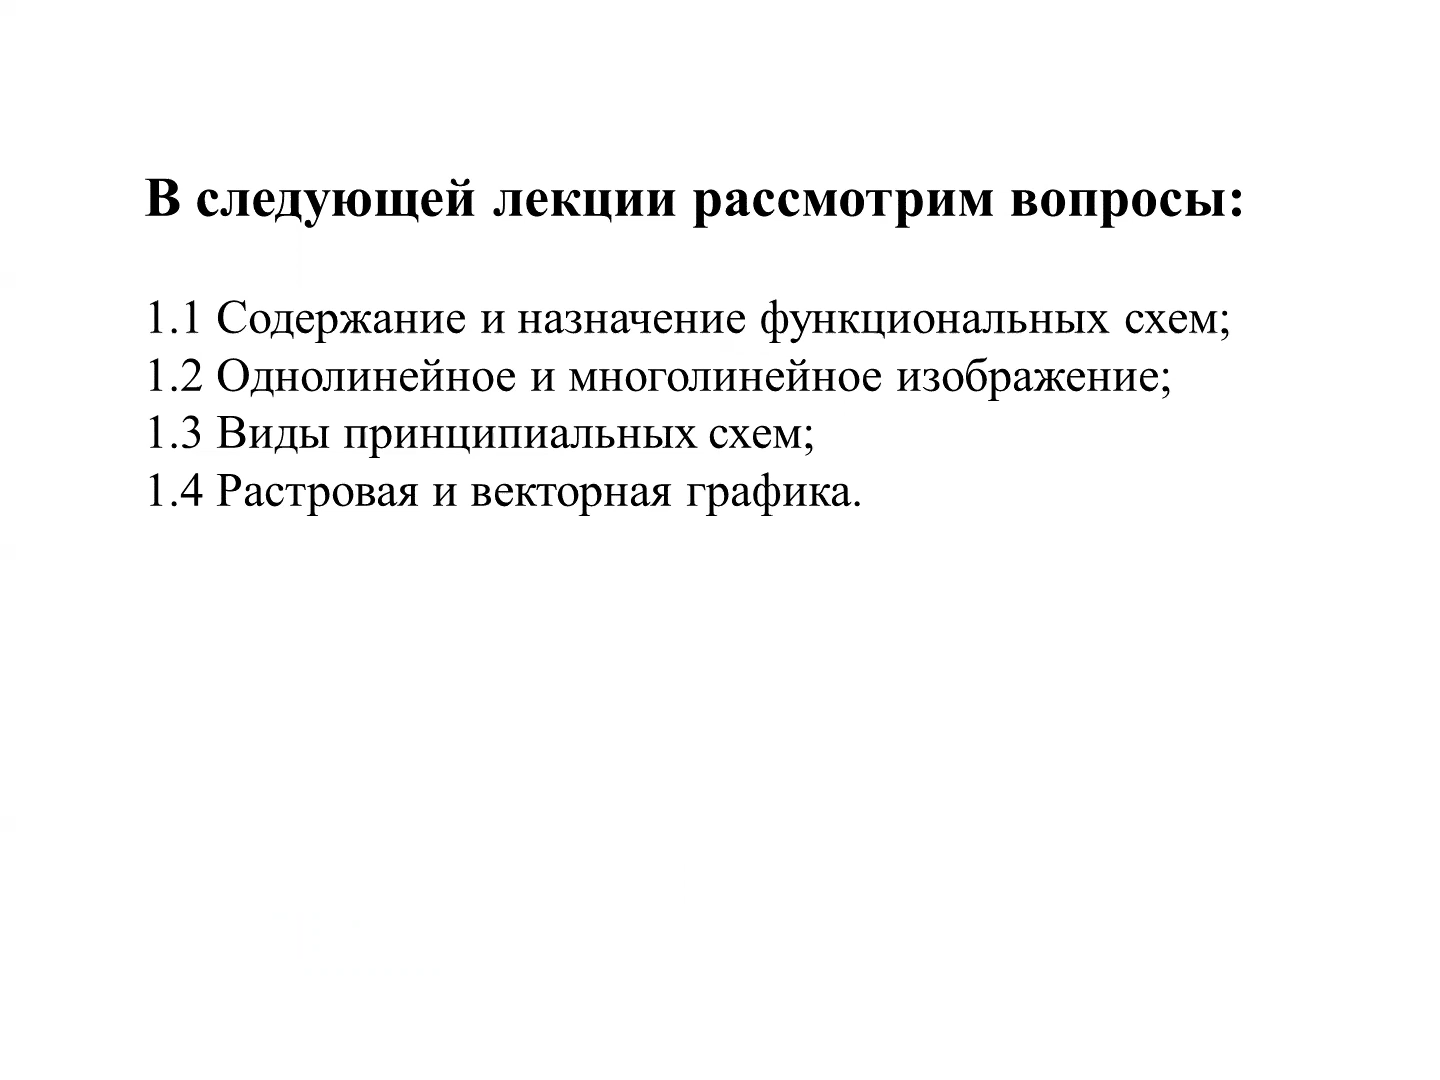 В следующей лекции рассмотрим вопросы:
1.1 Содержание и назначение функциональных схем;
1.2 Однолинейное и многолинейное изображение;
1.3 Виды принципиальных схем;
1.4 Растровая и векторная графика.